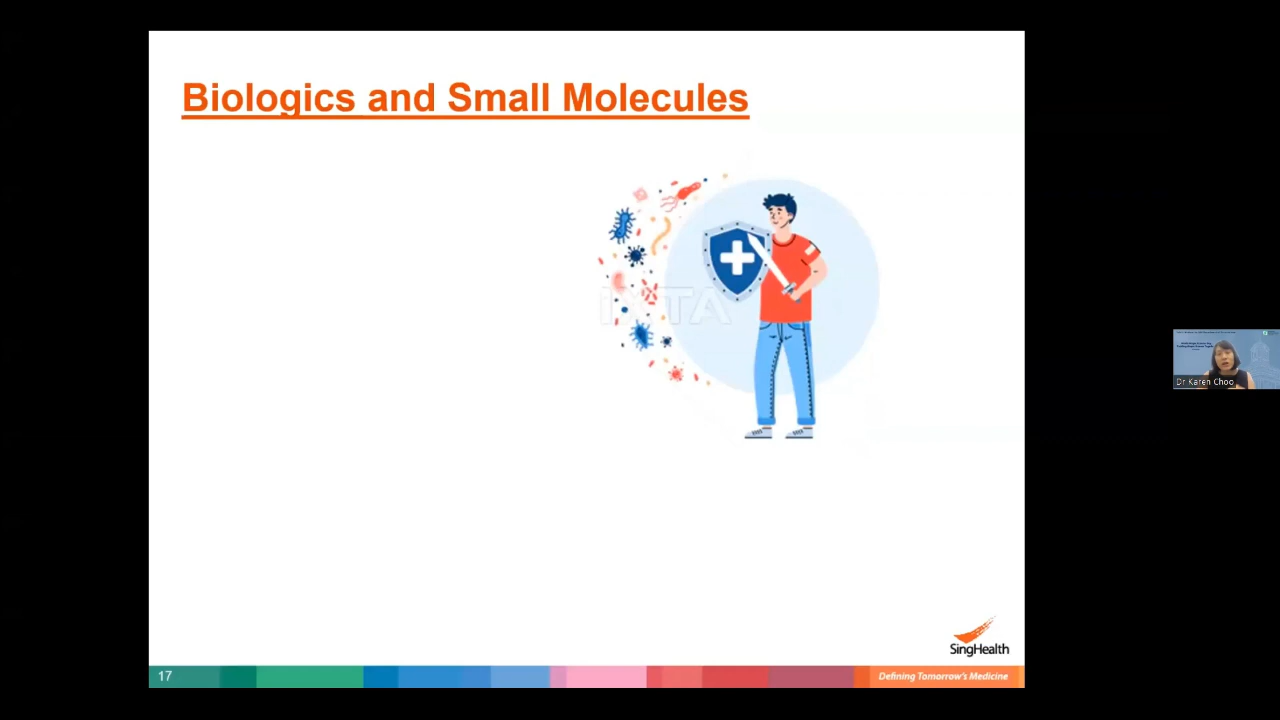 Biologics and Small Molecules
Dr Karen Choo
SingHealth
17
Defining Tomorrow's Medicine